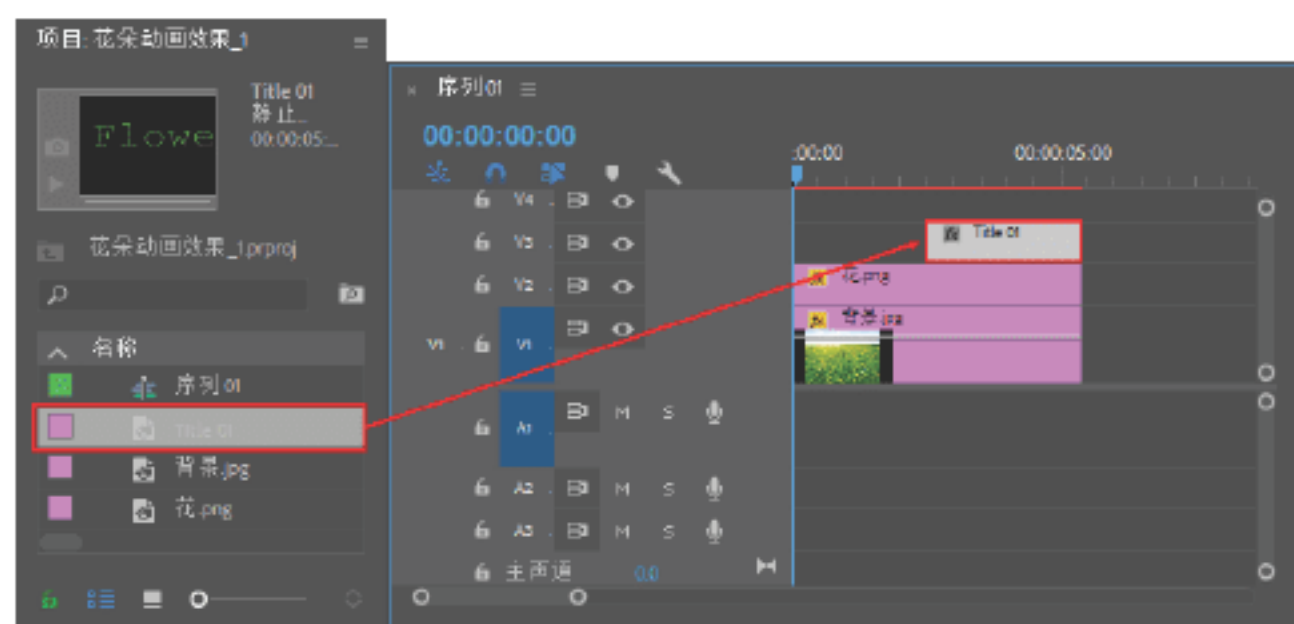 项目: 花朵动画效果_1
Title 01
静止...
00:00:05:...
Flowe
花朵动画效果_1.prproj
名称
序列 01
Title 01
背景.jpg
花.png
序列 01
00:00:00:00
:00:00
00:00:05:00
V4
V3
Title 01
V2
花.png
V1
V1
背景.jpg
A1
M
S
A2
M
S
A3
M
S
主声道
0.0